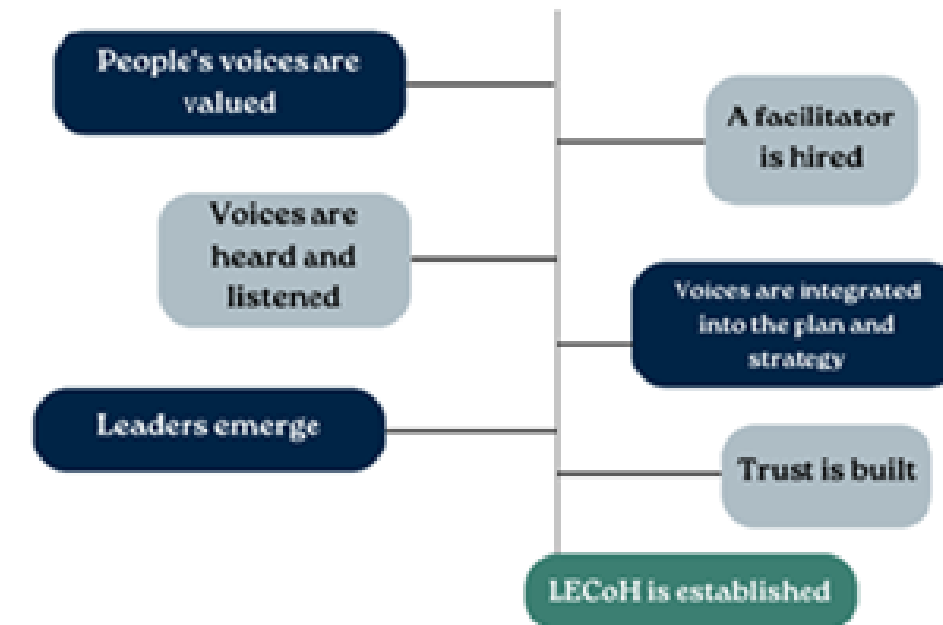 People's voices are
valued
A facilitator
is hired
Voices are
heard and
listened
Voices are integrated
into the plan and
strategy
Leaders emerge
Trust is built
LECoH is established